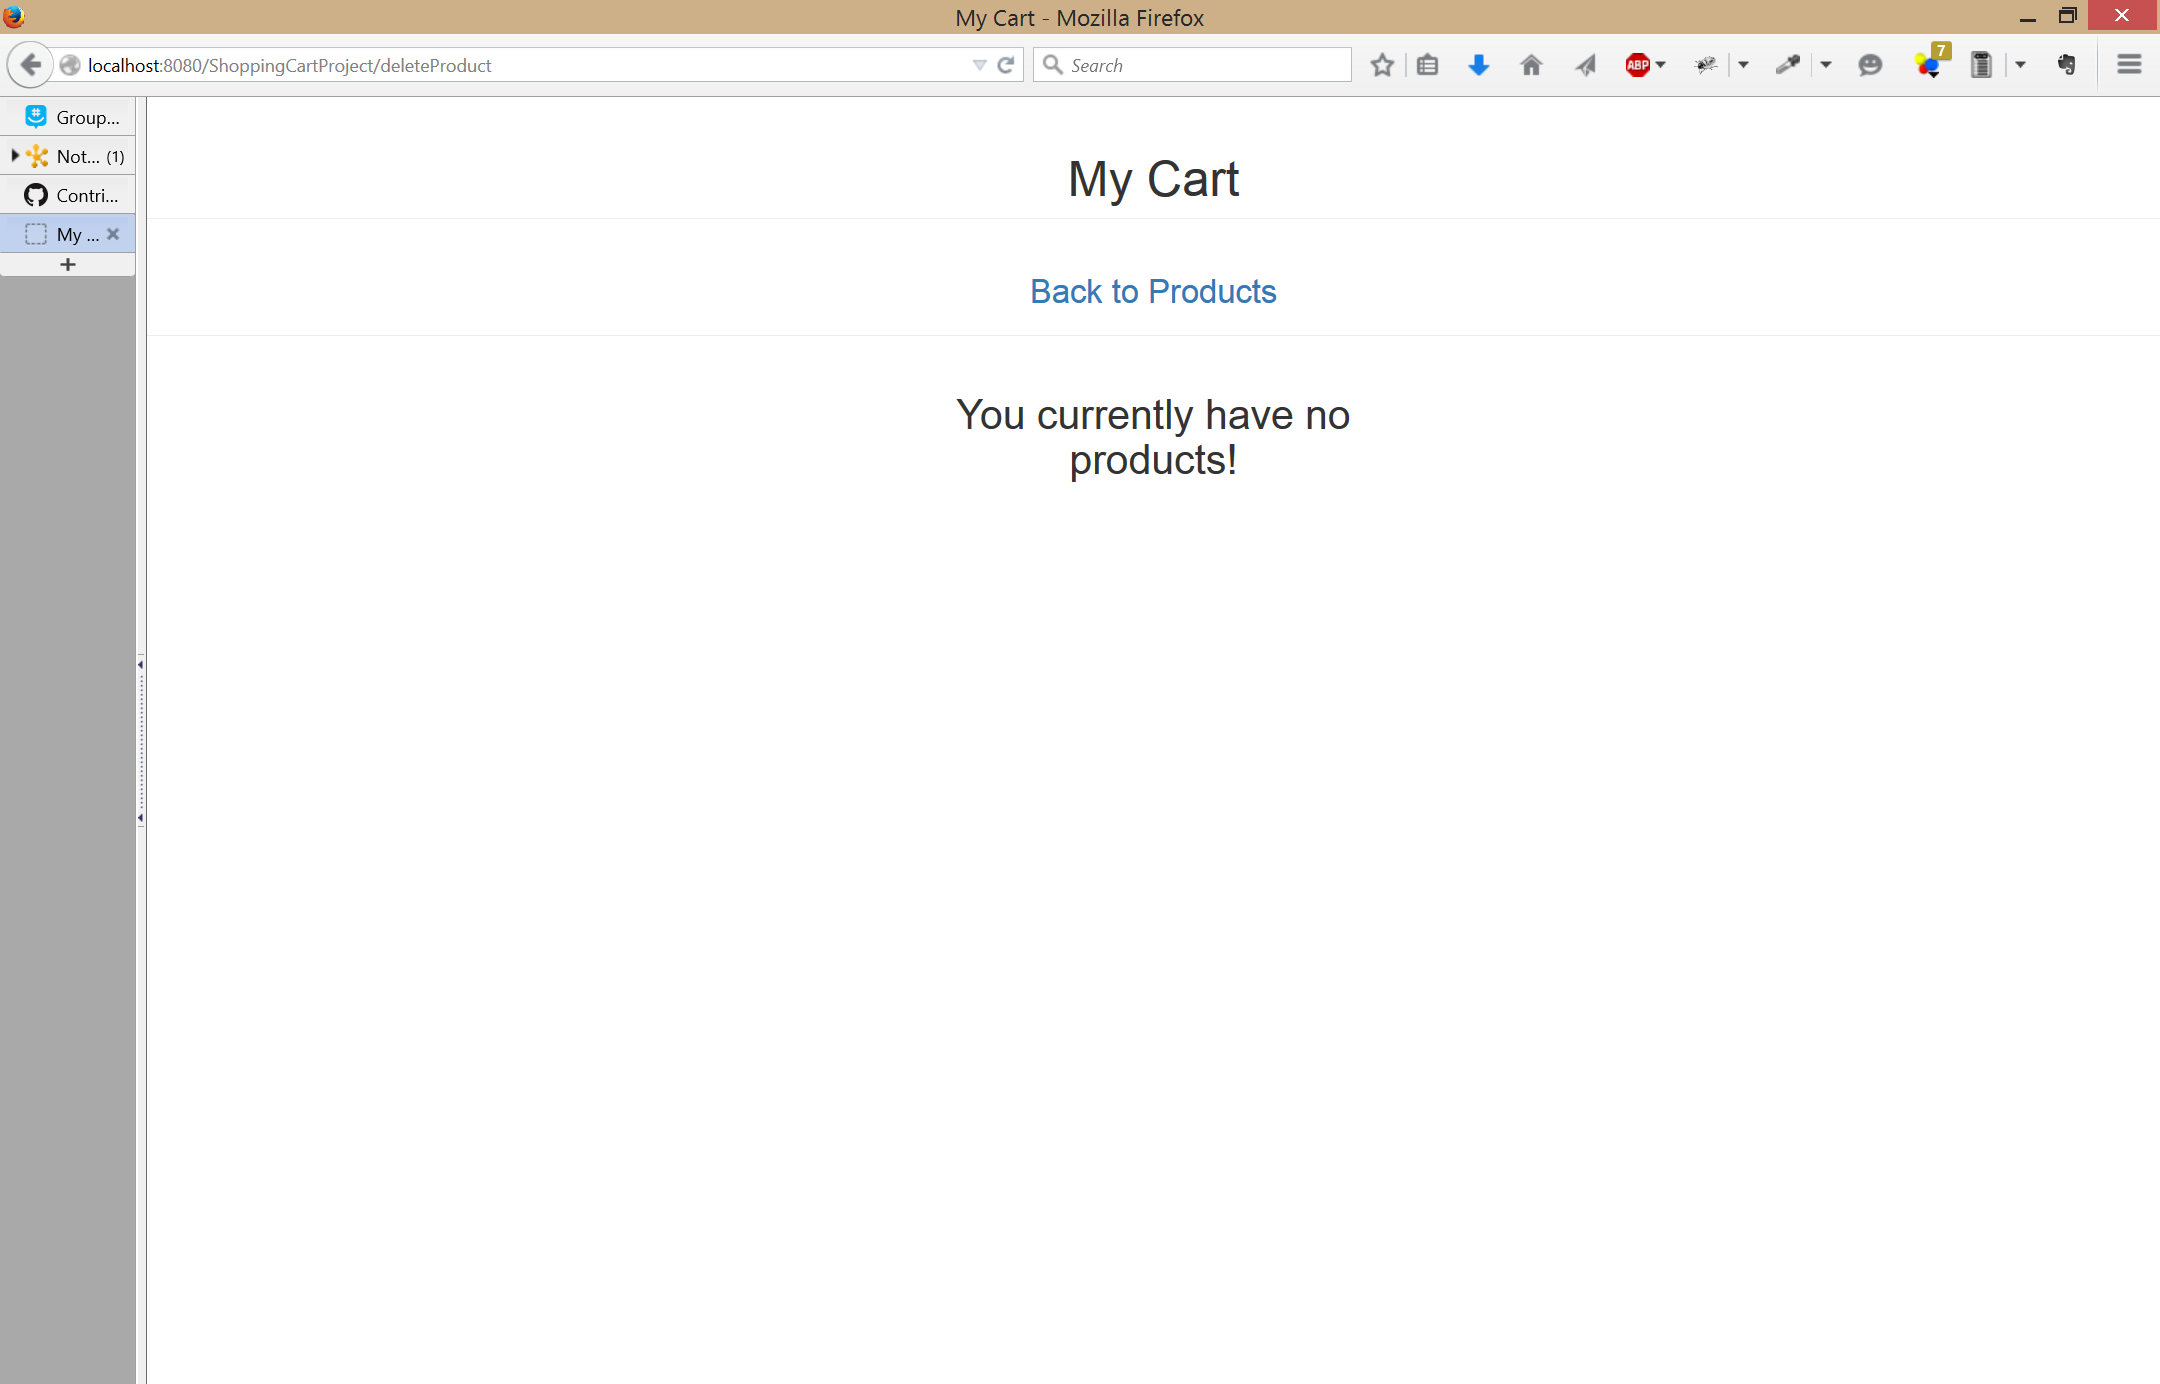 My Cart - Mozilla Firefox
localhost:8080/ShoppingCartProject/deleteProduct
Search
ABP
7
Group...
Not... (1)
Contri...
My ...
My Cart
Back to Products
You currently have no
products!